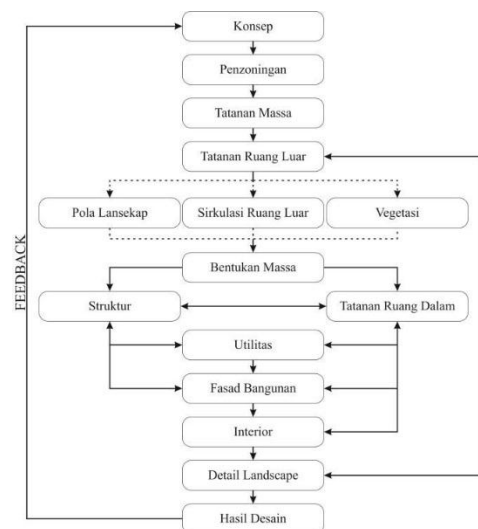 Konsep
Penzoningan
Tatanan Massa
Tatanan Ruang Luar
Pola Lansekap
Sirkulasi Ruang Luar
Vegetasi
Bentukan Massa
Struktur
Tatanan Ruang Dalam
Utilitas
Fasad Bangunan
Interior
Detail Landscape
Hasil Desain
FEEDBACK